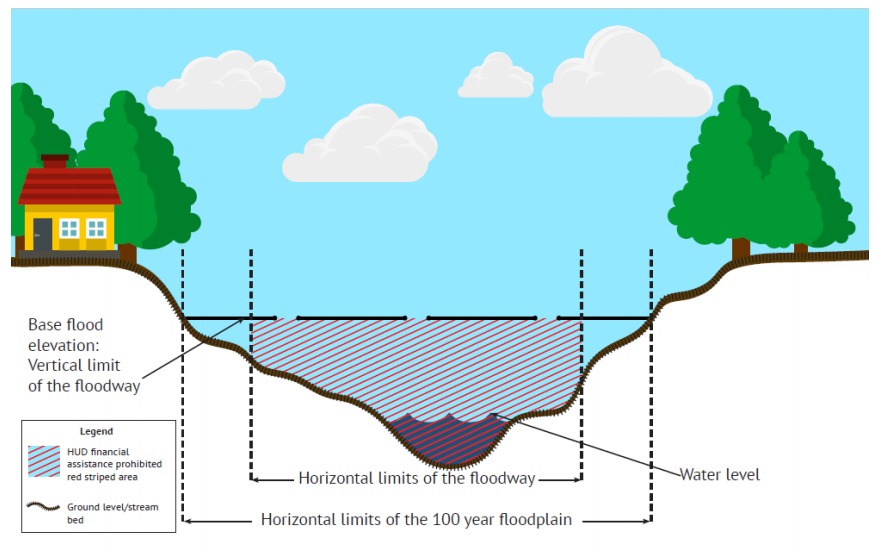 Base flood
elevation:
Vertical limit
of the floodway
Legend
HUD financial
assistance prohibited
red striped area
Ground level/stream
bed
Horizontal limits of the floodway
Water level
Horizontal limits of the 100 year floodplain